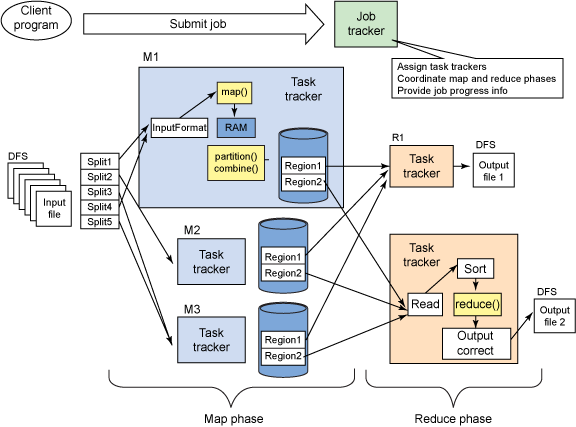 Client
program
Submit job
Job
tracker
Assign task trackers
Coordinate map and reduce phases
Provide job progress info
M1
Task
tracker
map()
InputFormat
RAM
partition()
combine()
Region1
Region2
DFS
Input
file
Split1
Split2
Split3
Split4
Split5
M2
Task
tracker
Region1
Region2
M3
Task
tracker
Region1
Region2
R1
Task
tracker
DFS
Output
file 1
Task
tracker
Sort
Read
reduce()
Output
correct
DFS
Output
file 2
Map phase
Reduce phase